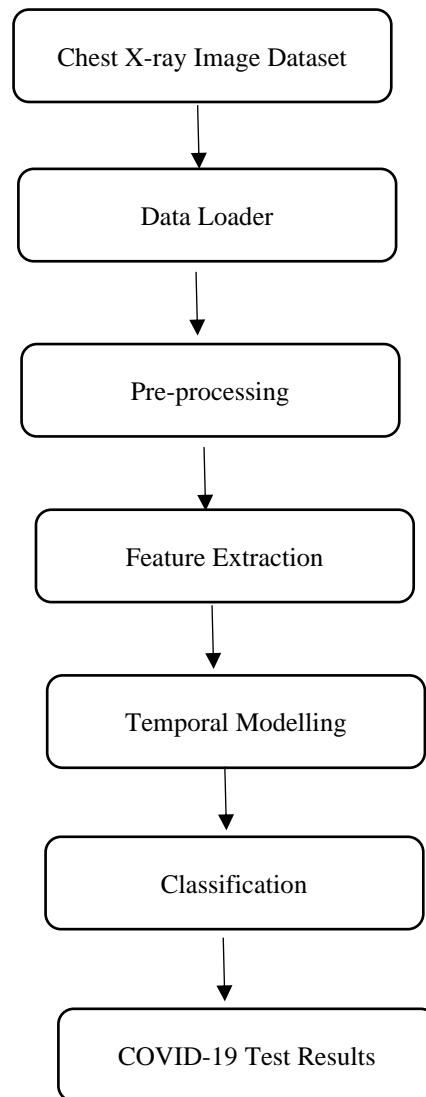 Chest X-ray Image Dataset
Data Loader
Pre-processing
Feature Extraction
Temporal Modelling
Classification
COVID-19 Test Results